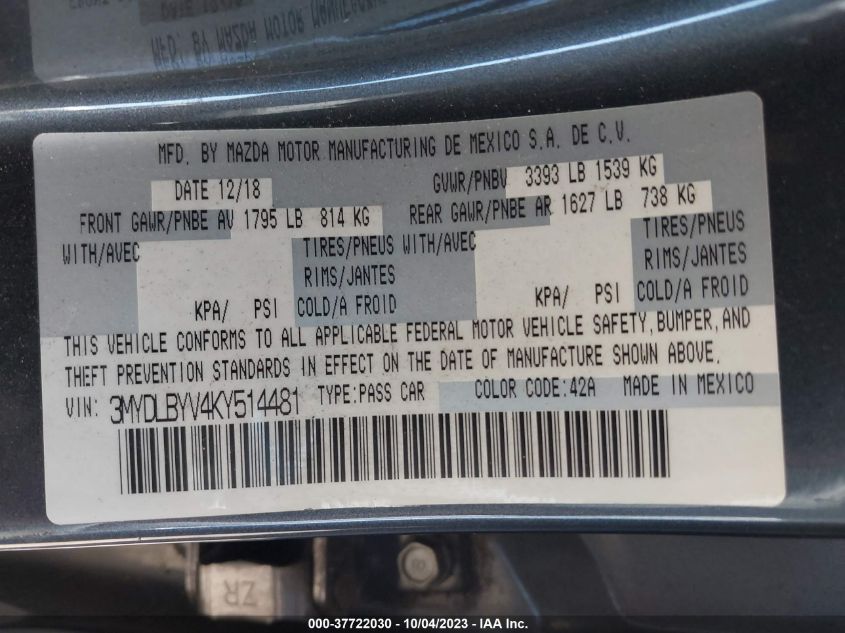 MFD. BY MAZDA MOTOR MANUFACTURING DE MEXICO S.A. DE C.V.
DATE 12/18
GVWR/PNBV 3393 LB 1539 KG
FRONT GAWR/PNBE AV 1795 LB 814 KG
REAR GAWR/PNBE AR 1627 LB 738 KG
WITH/AVEC TIRES/PNEUS WITH/AVEC TIRES/PNEUS
RIMS/JANTES RIMS/JANTES
KPA/ PSI COLD/A FROID KPA/ PSI COLD/A FROID
THIS VEHICLE CONFORMS TO ALL APPLICABLE FEDERAL MOTOR VEHICLE SAFETY, BUMPER, AND
THEFT PREVENTION STANDARDS IN EFFECT ON THE DATE OF MANUFACTURE SHOWN ABOVE.
VIN: 3MYDLBYV4KY514481 TYPE:PASS CAR COLOR CODE:42A MADE IN MEXICO
ZR
000-37722030 - 10/04/2023 - IAA Inc.